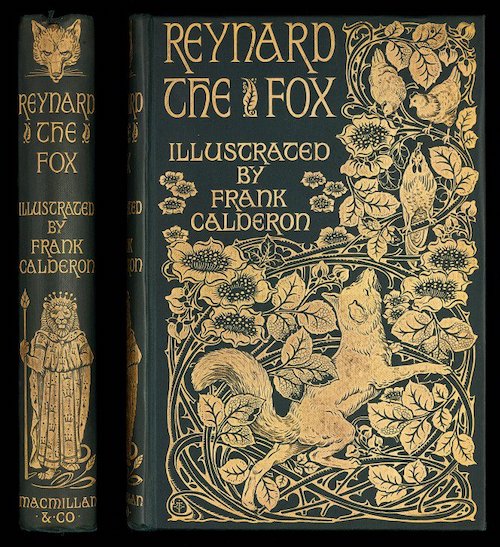 REYNARD
THE
FOX
ILLUSTRATED
BY
FRANK
CALDERON
MACMILLAN
& CO
REYNARD
THE FOX
ILLUSTRATED
BY
FRANK
CALDERON